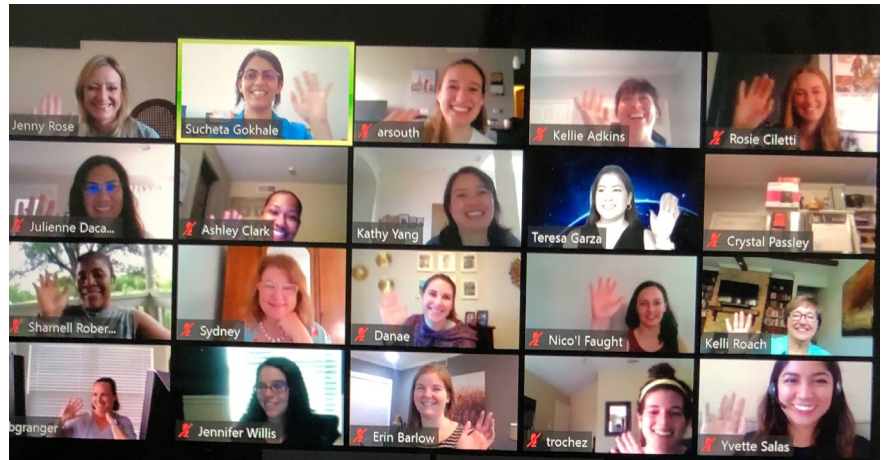 Jenny Rose
Sucheta Gokhale
arsouth
Kellie Adkins
Rosie Ciletti
Julienne Daca...
Ashley Clark
Kathy Yang
Teresa Garza
Crystal Passley
Sharnell Rober...
Sydney
Danae
Nico'l Faught
Kelli Roach
bgranger
Jennifer Willis
Erin Barlow
trochez
Yvette Salas